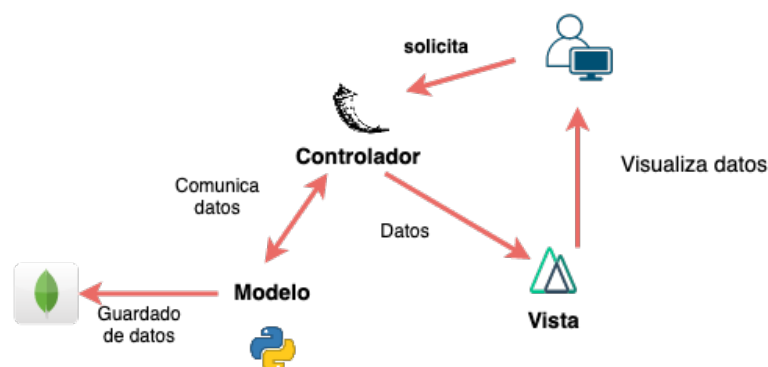 solicita
Controlador
Visualiza datos
Comunica
datos
Datos
Modelo
Guardado
de datos
Vista